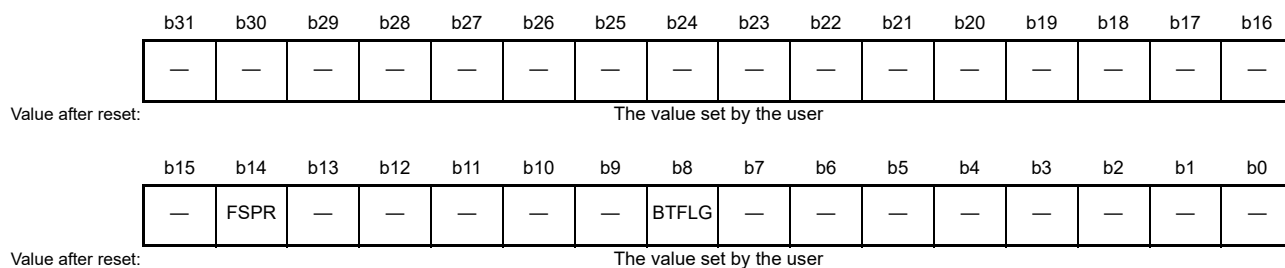 b31 b30 b29 b28 b27 b26 b25 b24 b23 b22 b21 b20 b19 b18 b17 b16
— — — — — — — — — — — — — — — —
Value after reset: The value set by the user
b15 b14 b13 b12 b11 b10 b9 b8 b7 b6 b5 b4 b3 b2 b1 b0
— FSPR — — — — — BTFLG — — — — — — — —
Value after reset: The value set by the user